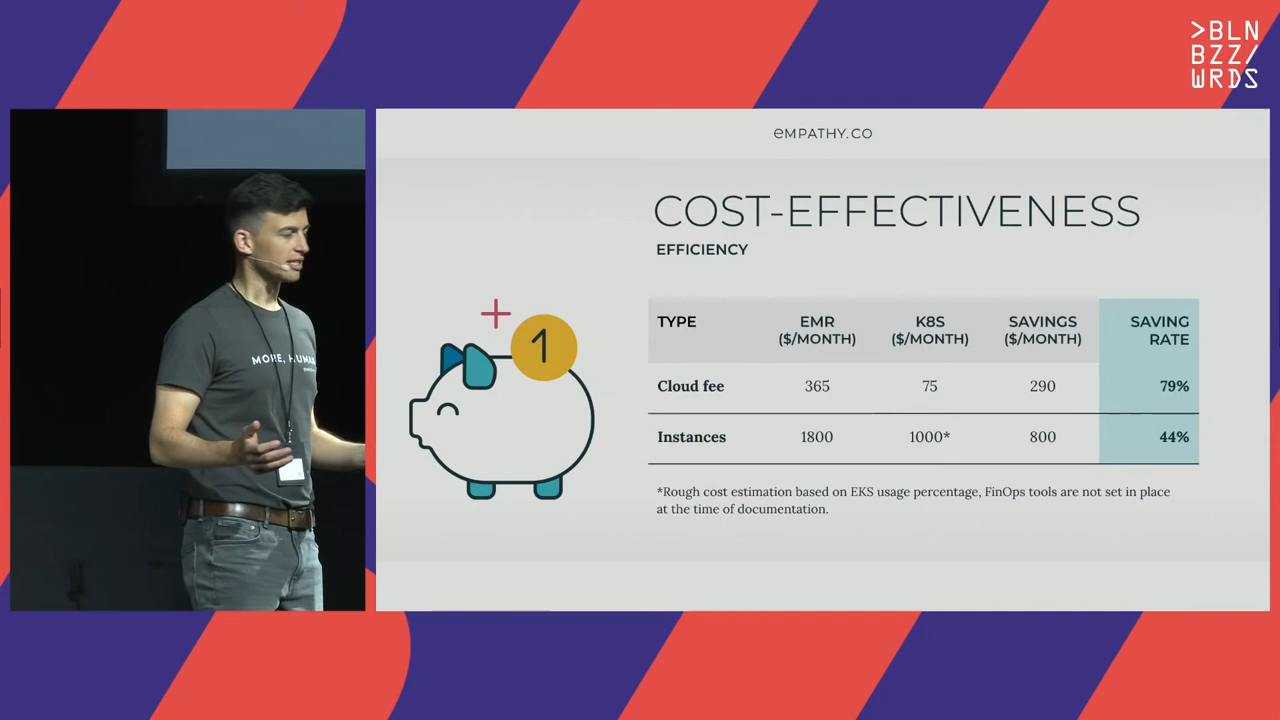 >BLN
BZZ/
WRDS
eMPATHY.CO
COST-EFFECTIVENESS
EFFICIENCY
1
TYPE EMR ($/MONTH) K8S ($/MONTH) SAVINGS ($/MONTH) SAVING RATE
Cloud fee 365 75 290 79%
Instances 1800 1000* 800 44%
*Rough cost estimation based on EKS usage percentage, FinOps tools are not set in place
at the time of documentation.
MORE, HUMAN